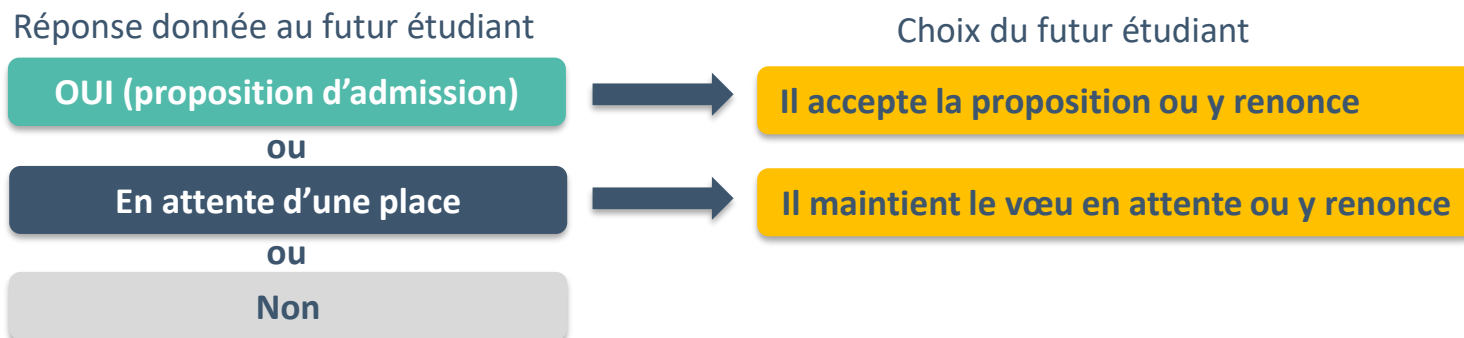 Réponse donnée au futur étudiant
Choix du futur étudiant
OUI (proposition d’admission)
Il accepte la proposition ou y renonce
ou
En attente d’une place
Il maintient le vœu en attente ou y renonce
ou
Non